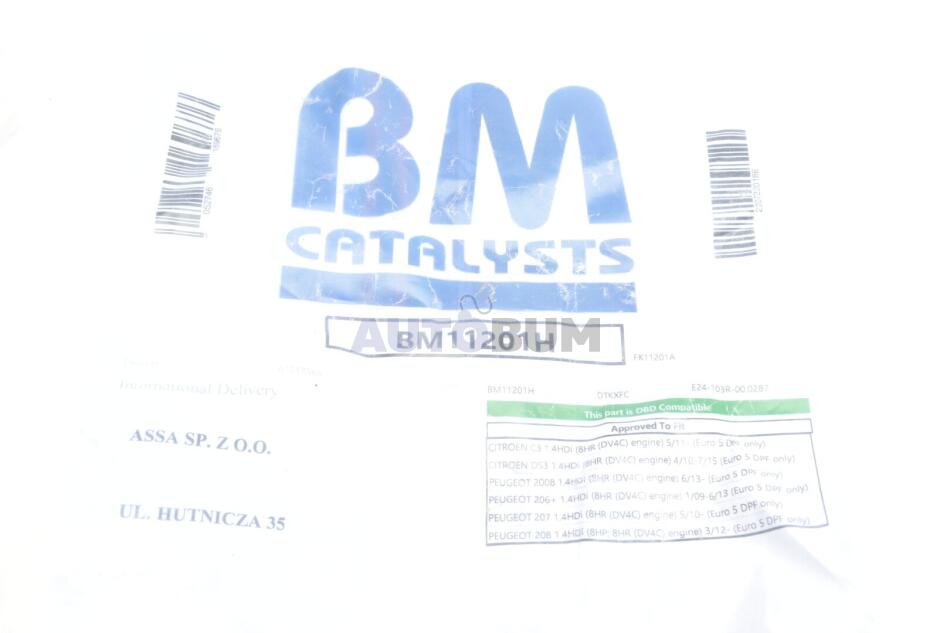 BM
CATALYSTS
BM11201H
AUTOBUM
FK11201A
International Delivery
ASSA SP. Z O.O.
UL. HUTNICZA 35
BM11201H DTKXFC E24-103R-00.0287
This part is OBD Compatible
Approved To Fit
CITROEN C3 1.4HDi (8HR (DV4C) engine) 5/11- (Euro 5 DPF only)
CITROEN DS3 1.4HDi (8HR (DV4C) engine) 4/10-7/15 (Euro 5 DPF only)
PEUGEOT 2008 1.4HDi (8HR (DV4C) engine) 6/13- (Euro 5 DPF only)
PEUGEOT 206+ 1.4HDi (8HR (DV4C) engine) 1/09-6/13 (Euro 5 DPF only)
PEUGEOT 207 1.4HDi (8HR (DV4C) engine) 5/10- (Euro 5 DPF only)
PEUGEOT 208 1.4HDi (8HP; 8HR (DV4C) engine) 3/12- (Euro 5 DPF only)